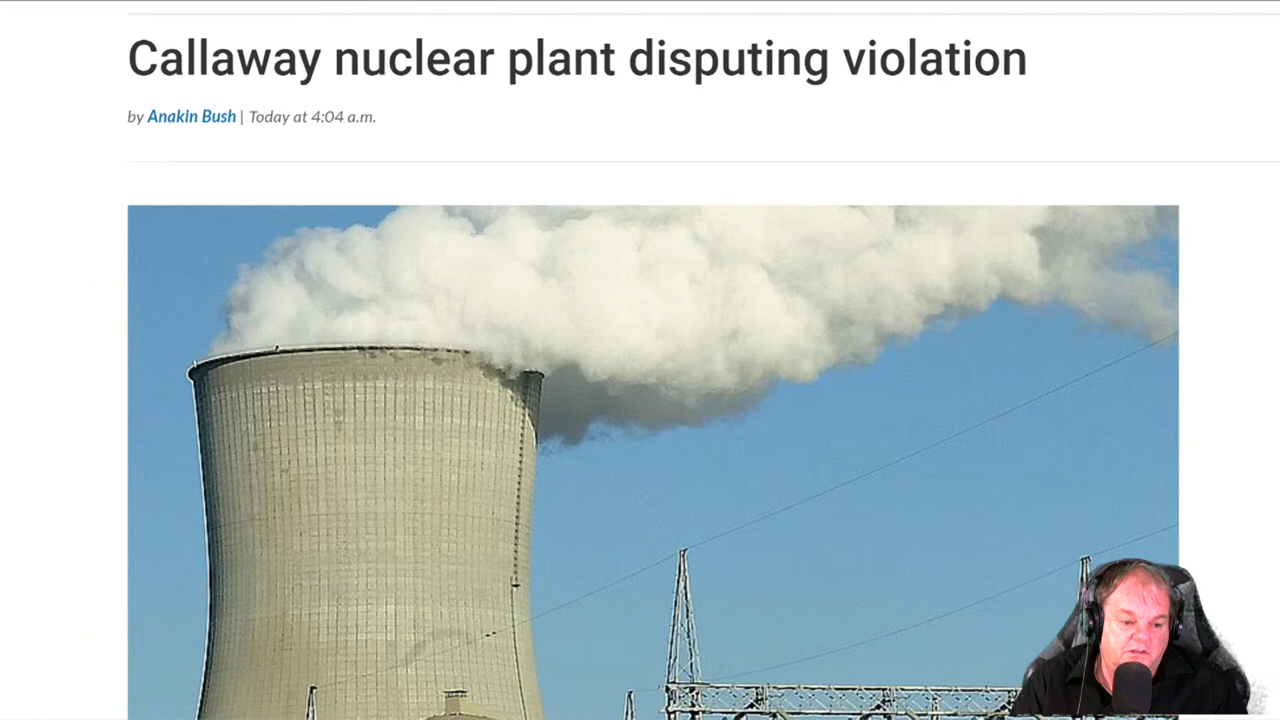 Callaway nuclear plant disputing violation
by Anakin Bush | Today at 4:04 a.m.